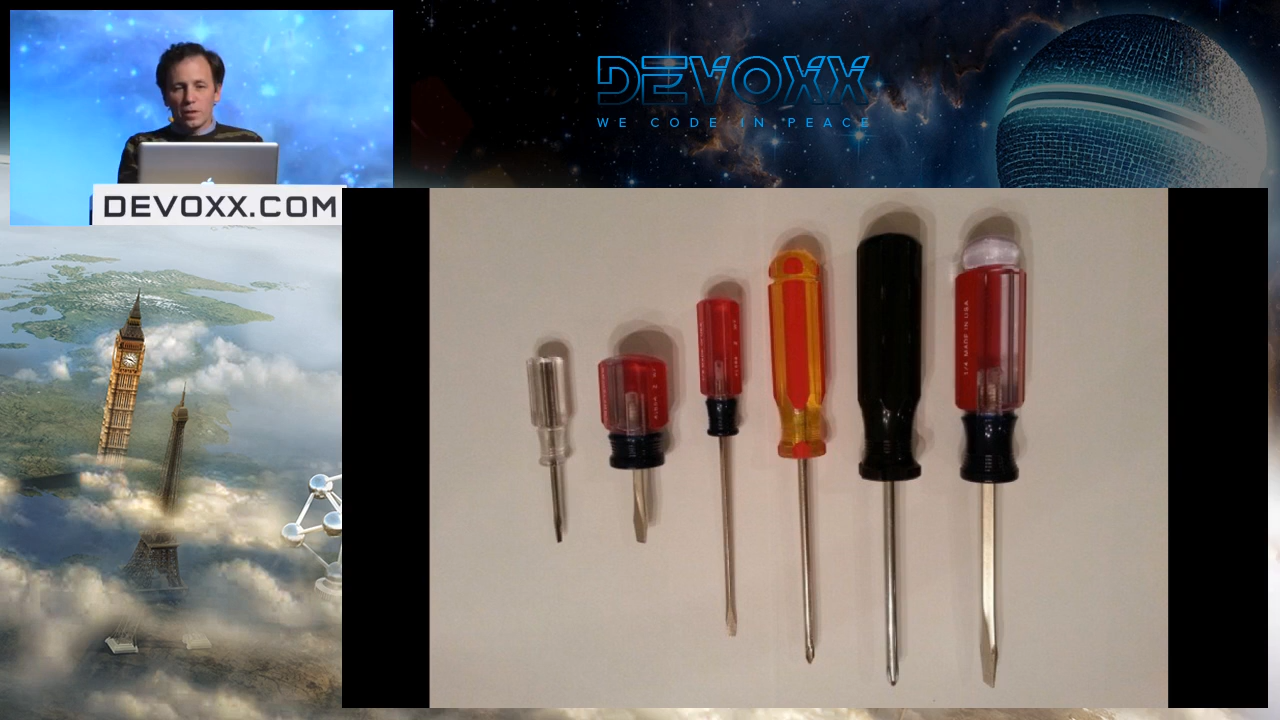 DEVOXX
WE CODE IN PEACE
DEVOXX.COM
1/4 MADE IN USA